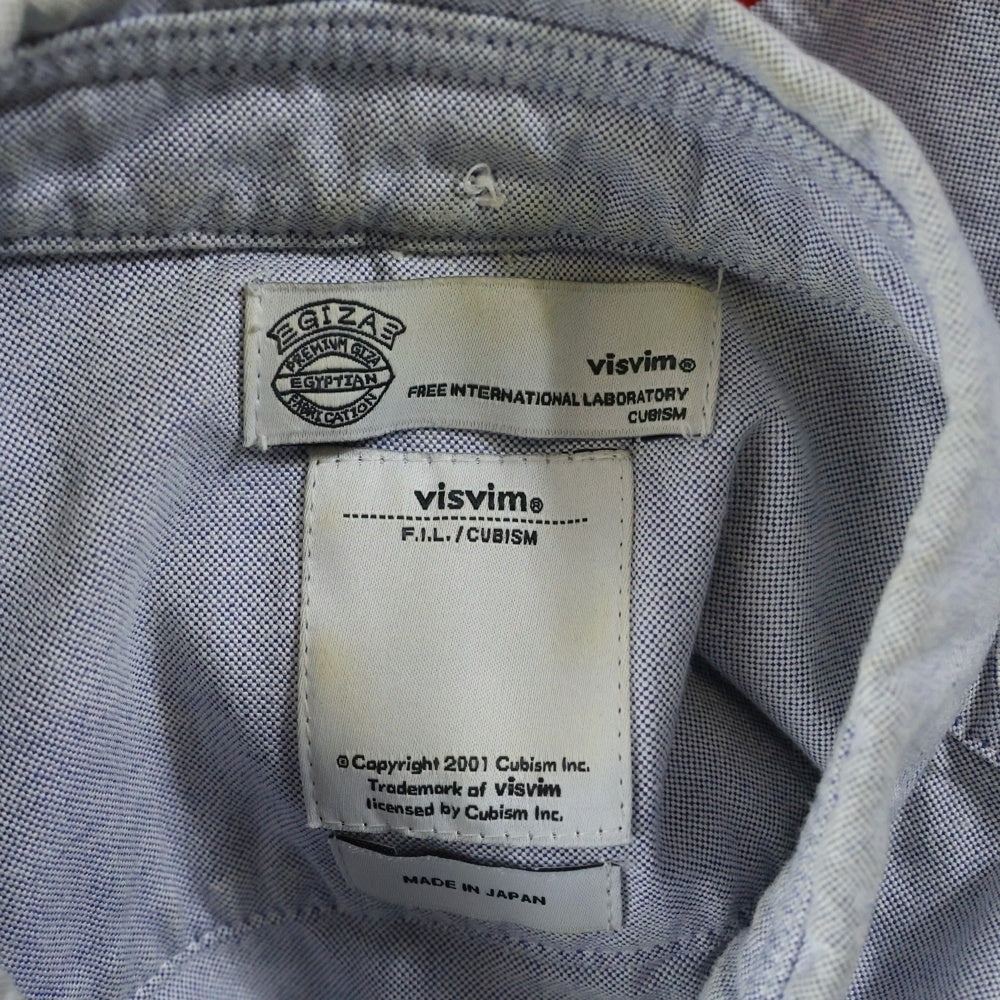 GIZA
PREMIUM GIZA
EGYPTIAN
FABRICATION
visvim®
FREE INTERNATIONAL LABORATORY
CUBISM
visvim®
F.I.L./CUBISM
© Copyright 2001 Cubism Inc.
Trademark of visvim
licensed by Cubism Inc.
MADE IN JAPAN